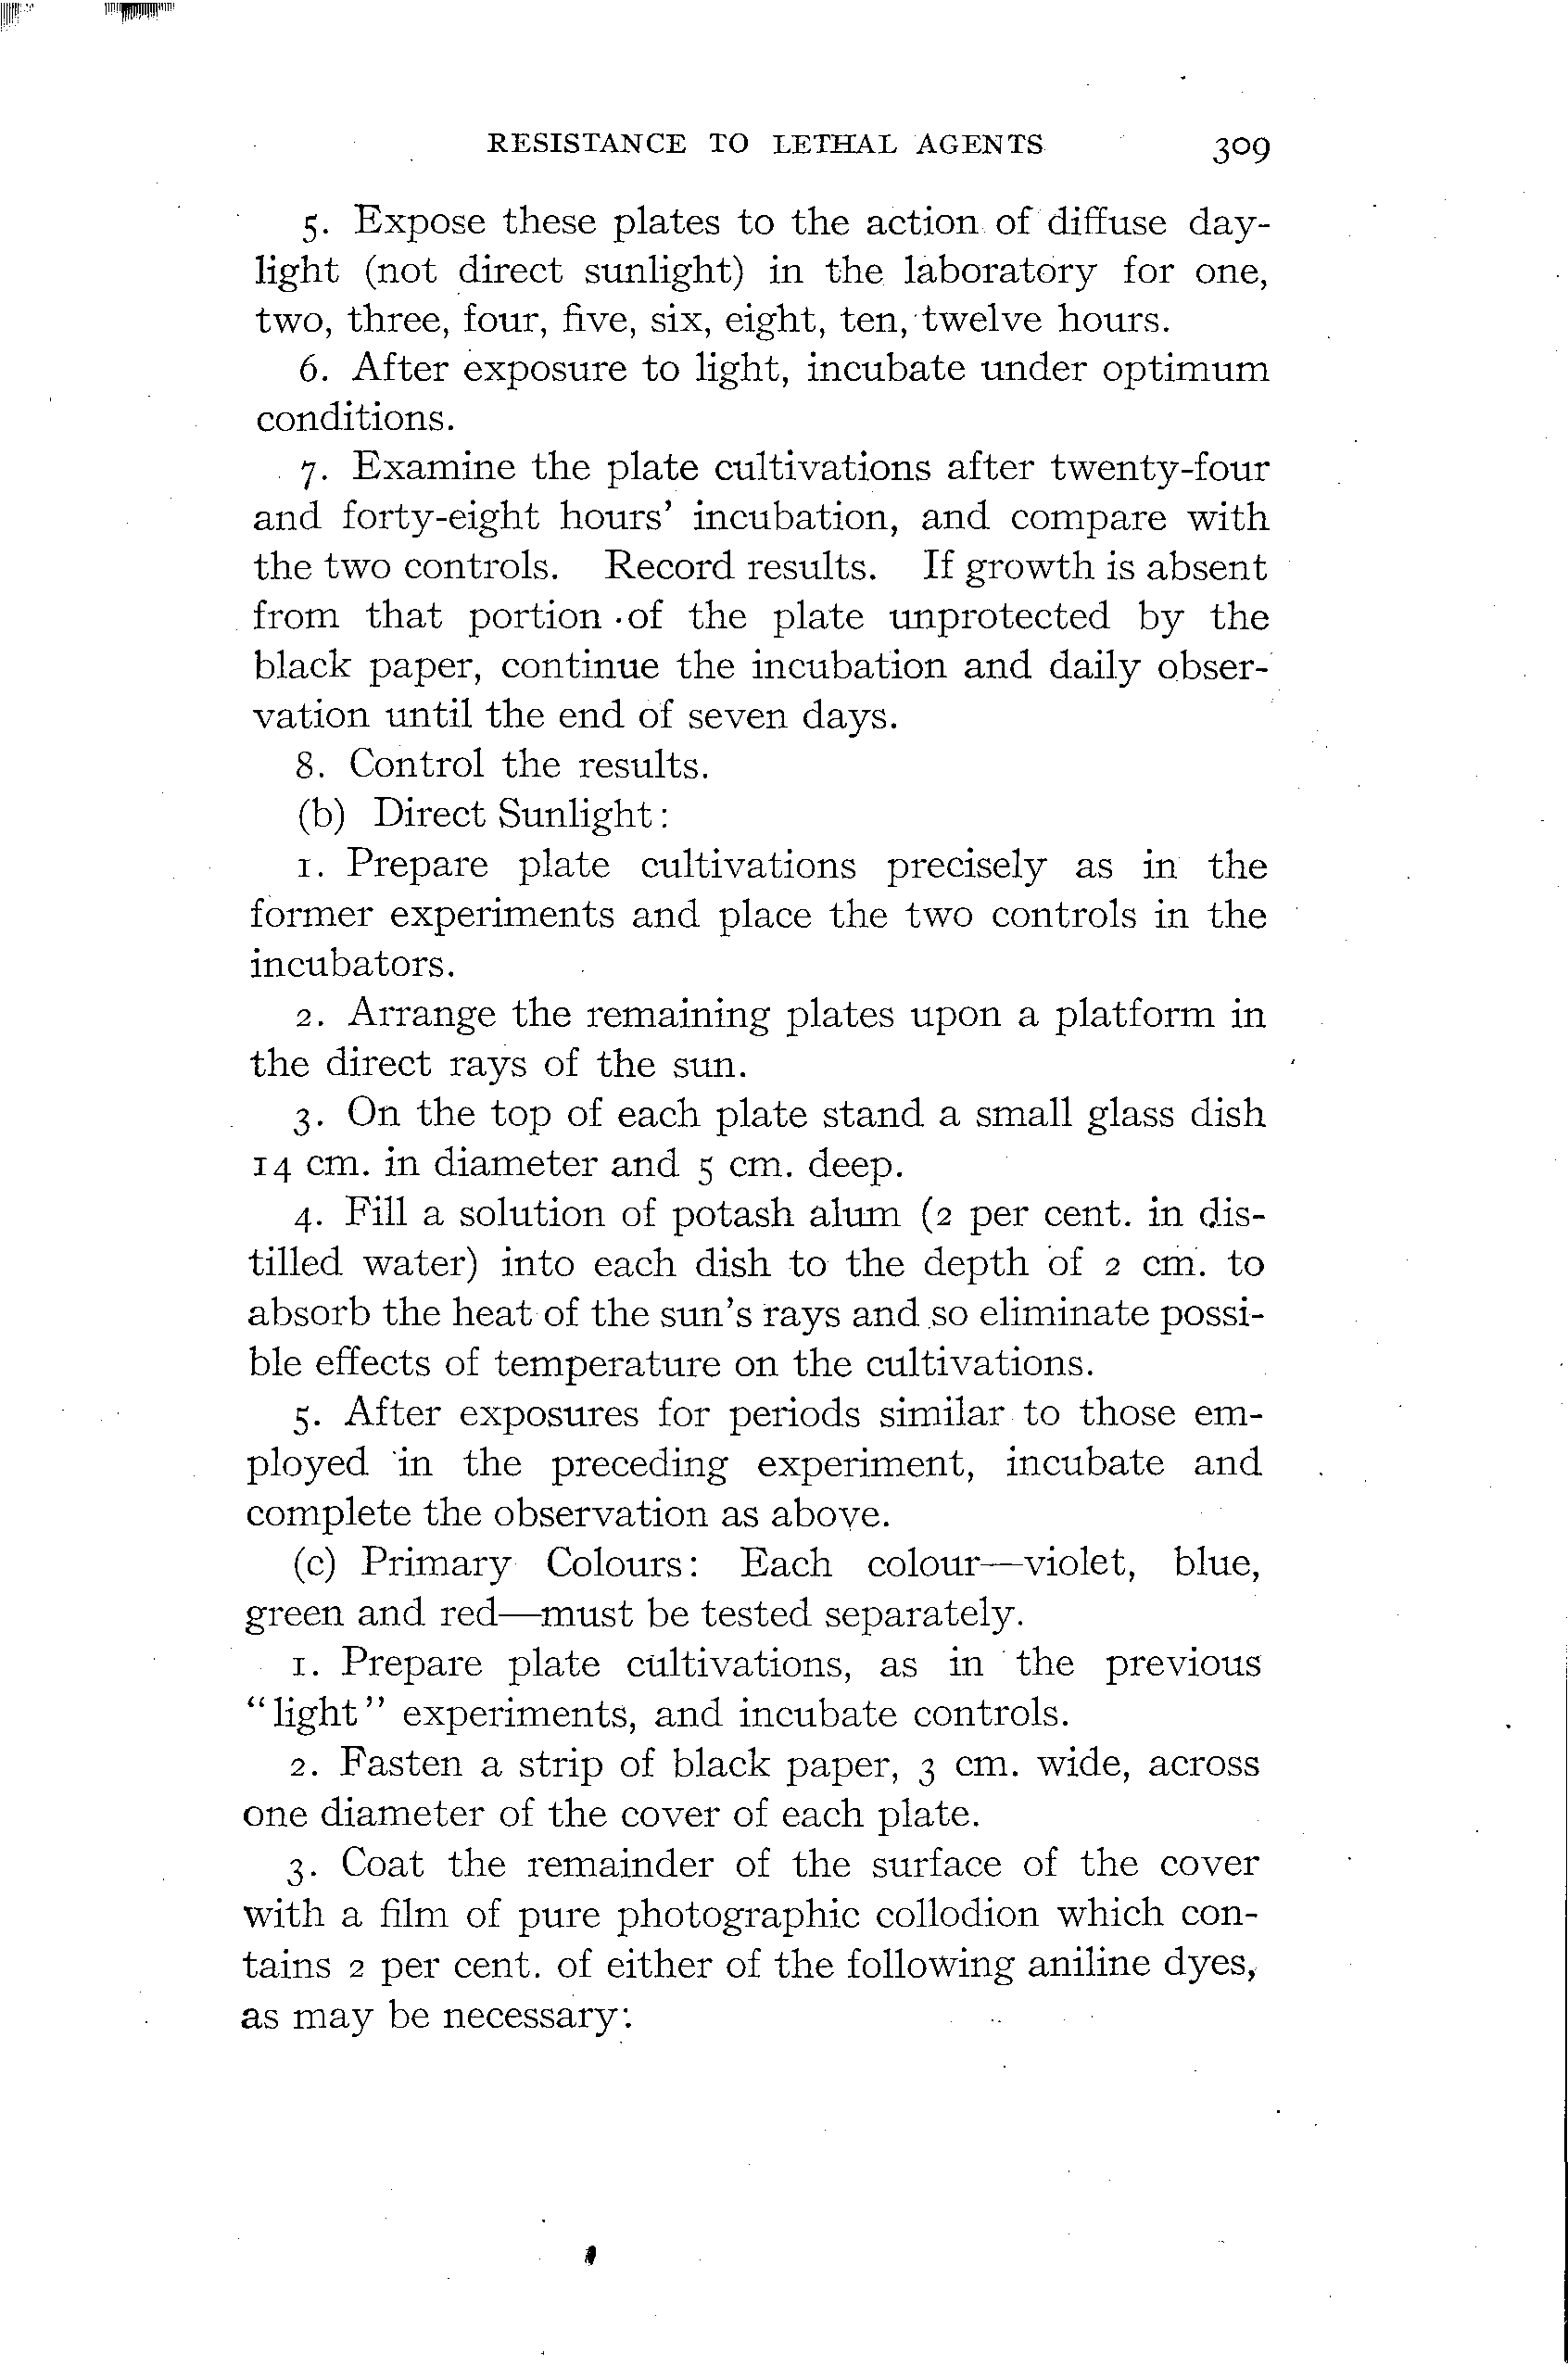 RESISTANCE TO LETHAL AGENTS 309
5. Expose these plates to the action of diffuse day-
light (not direct sunlight) in the laboratory for one,
two, three, four, five, six, eight, ten, twelve hours.
6. After exposure to light, incubate under optimum
conditions.
7. Examine the plate cultivations after twenty-four
and forty-eight hours' incubation, and compare with
the two controls. Record results. If growth is absent
from that portion of the plate unprotected by the
black paper, continue the incubation and daily obser-
vation until the end of seven days.
8. Control the results.
(b) Direct Sunlight:
1. Prepare plate cultivations precisely as in the
former experiments and place the two controls in the
incubators.
2. Arrange the remaining plates upon a platform in
the direct rays of the sun.
3. On the top of each plate stand a small glass dish
14 cm. in diameter and 5 cm. deep.
4. Fill a solution of potash alum (2 per cent. in dis-
tilled water) into each dish to the depth of 2 cm. to
absorb the heat of the sun's rays and so eliminate possi-
ble effects of temperature on the cultivations.
5. After exposures for periods similar to those em-
ployed in the preceding experiment, incubate and
complete the observation as above.
(c) Primary Colours: Each colour—violet, blue,
green and red—must be tested separately.
1. Prepare plate cultivations, as in the previous
"light" experiments, and incubate controls.
2. Fasten a strip of black paper, 3 cm. wide, across
one diameter of the cover of each plate.
3. Coat the remainder of the surface of the cover
with a film of pure photographic collodion which con-
tains 2 per cent. of either of the following aniline dyes,
as may be necessary: